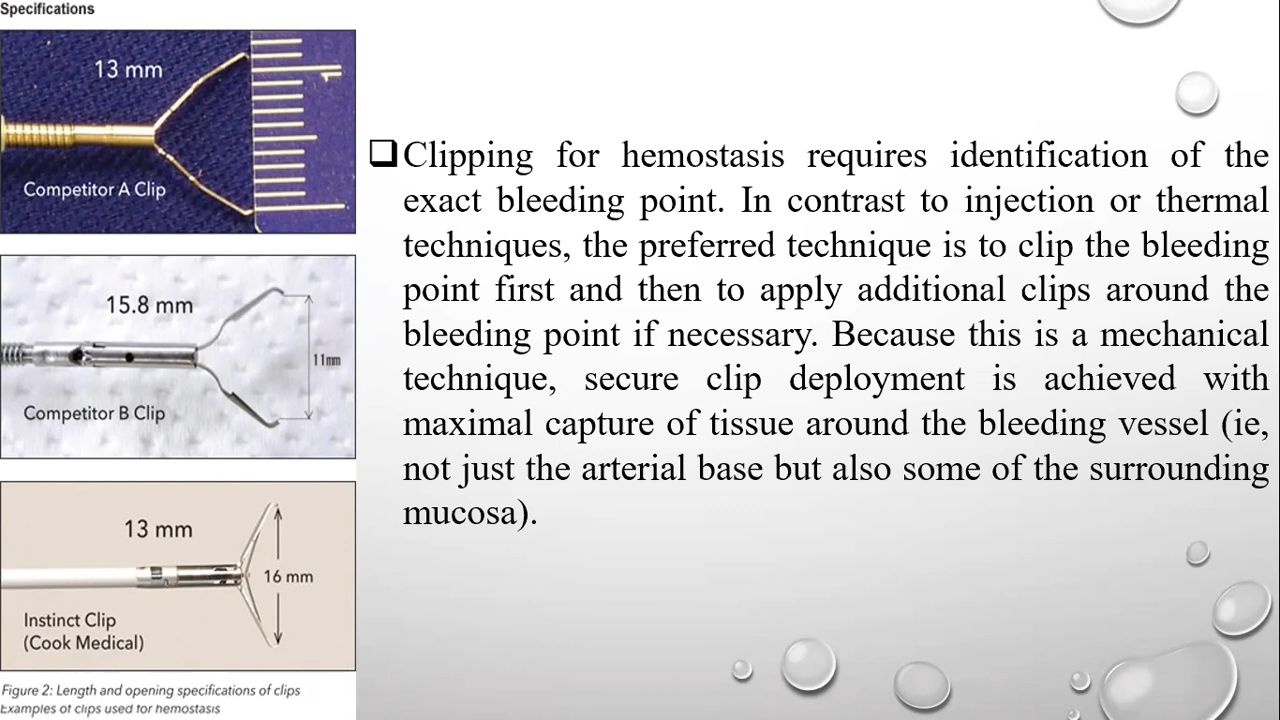 Specifications
13 mm
1
Competitor A Clip
15.8 mm
11mm
Competitor B Clip
13 mm
16 mm
Instinct Clip
(Cook Medical)
Figure 2: Length and opening specifications of clips
Examples of clips used for hemostasis
❑Clipping for hemostasis requires identification of the
exact bleeding point. In contrast to injection or thermal
techniques, the preferred technique is to clip the bleeding
point first and then to apply additional clips around the
bleeding point if necessary. Because this is a mechanical
technique, secure clip deployment is achieved with
maximal capture of tissue around the bleeding vessel (ie,
not just the arterial base but also some of the surrounding
mucosa).